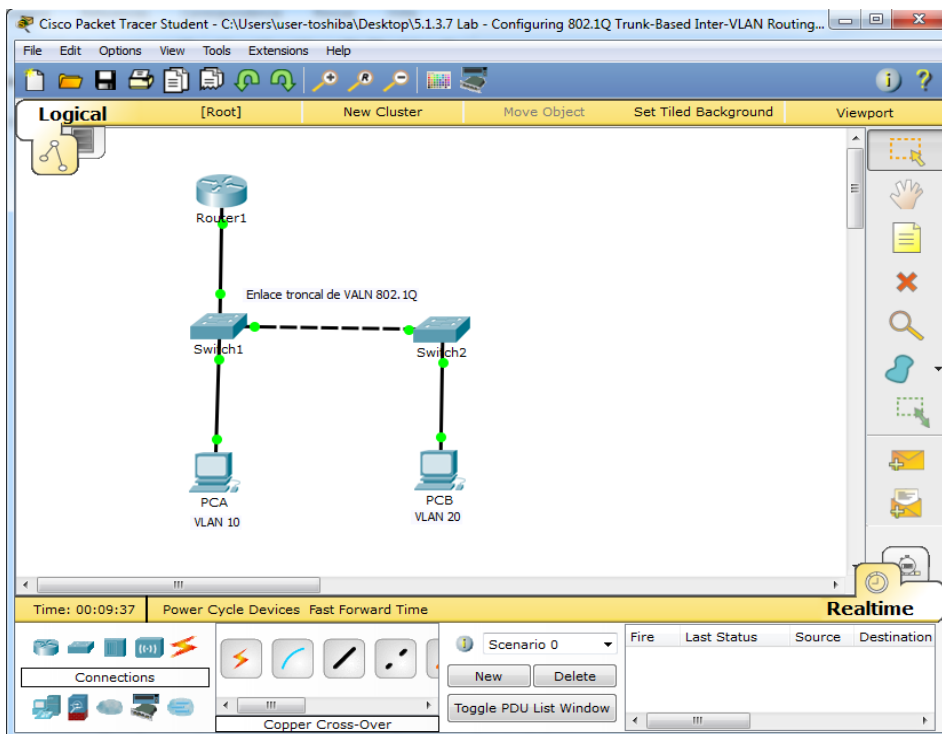 Cisco Packet Tracer Student - C:\Users\user-toshiba\Desktop\5.1.3.7 Lab - Configuring 802.1Q Trunk-Based Inter-VLAN Routing...
File Edit Options View Tools Extensions Help
Logical [Root] New Cluster Move Object Set Tiled Background Viewport
Router1
Enlace troncal de VALN 802.1Q
Switch1
Switch2
PCA
VLAN 10
PCB
VLAN 20
Time: 00:09:37 Power Cycle Devices Fast Forward Time Realtime
Connections
Copper Cross-Over
Scenario 0
New Delete
Toggle PDU List Window
Fire Last Status Source Destination